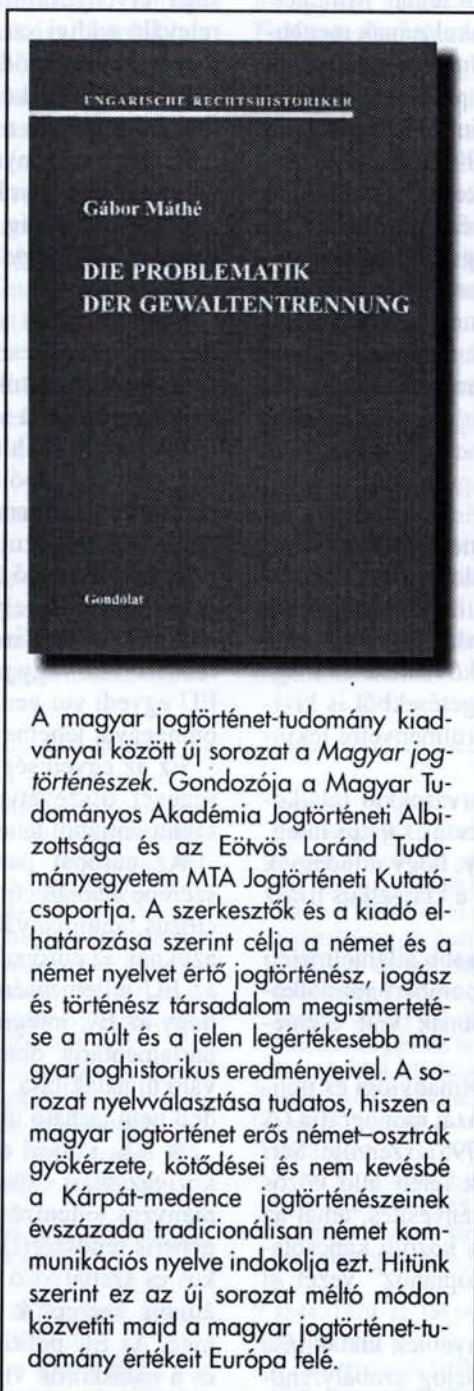 UNGARISCHE RECHTSHISTORIKER
Gábor Máthé
DIE PROBLEMATIK
DER GEWALTENTRENNUNG
Gondolat
A magyar jogtörténet-tudomány kiad-
ványai között új sorozat a Magyar jog-
történészek. Gondozója a Magyar Tu-
dományos Akadémia Jogtörténeti Albi-
zottsága és az Eötvös Loránd Tudo-
mányegyetem MTA Jogtörténeti Kutató-
csoportja. A szerkesztők és a kiadó el-
határozása szerint célja a német és a
német nyelvet értő jogtörténész, jogász
és történész társadalom megismerteté-
se a múlt és a jelen legértékesebb ma-
gyar joghistorikus eredményeivel. A so-
rozat nyelvválasztása tudatos, hiszen a
magyar jogtörténet erős német–osztrák
gyökérzete, kötődései és nem kevésbé
a Kárpát-medence jogtörténészeinek
évszázados tradicionálisan német kom-
munikációs nyelve indokolja ezt. Hitünk
szerint ez az új sorozat méltó módon
közvetíti majd a magyar jogtörténet-tu-
domány értékeit Európa felé.